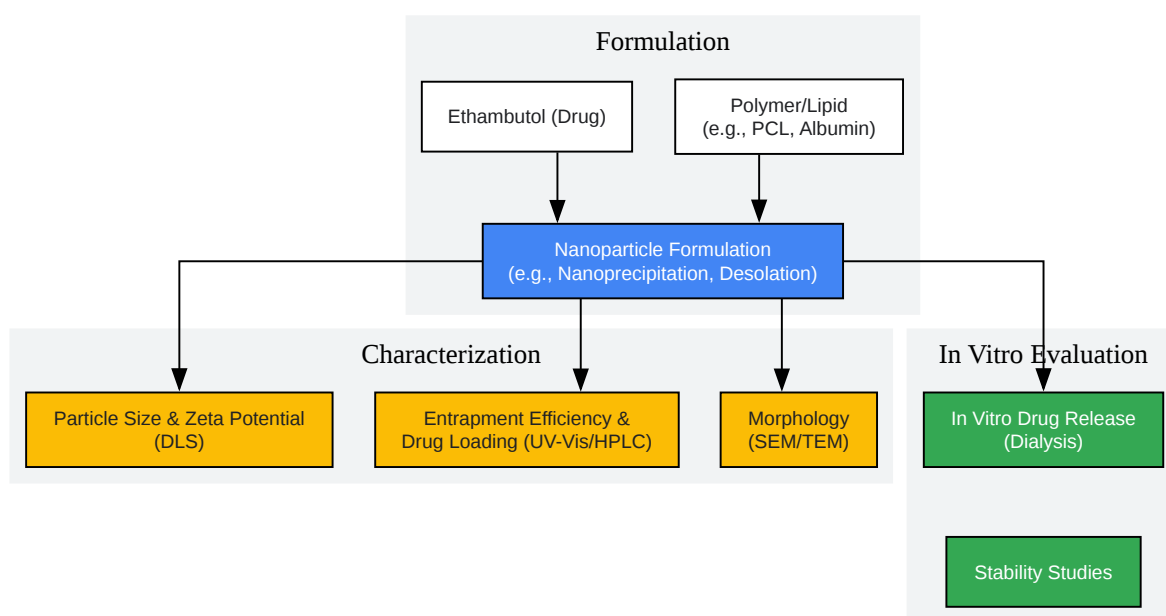 Formulation
Ethambutol (Drug)
Polymer/Lipid
(e.g., PCL, Albumin)
Nanoparticle Formulation
(e.g., Nanoprecipitation, Desolation)
Characterization
Particle Size & Zeta Potential
(DLS)
Entrapment Efficiency &
Drug Loading (UV-Vis/HPLC)
Morphology
(SEM/TEM)
In Vitro Evaluation
In Vitro Drug Release
(Dialysis)
Stability Studies